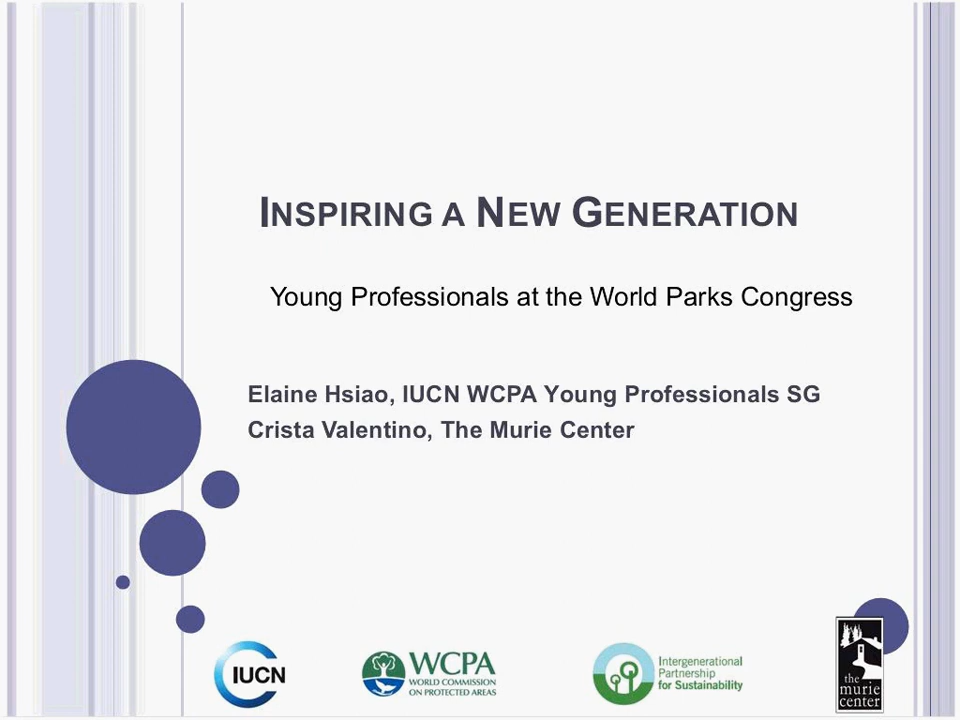 INSPIRING A NEW GENERATION
Young Professionals at the World Parks Congress
Elaine Hsiao, IUCN WCPA Young Professionals SG
Crista Valentino, The Murie Center
IUCN
WCPA
WORLD COMMISSION
ON PROTECTED AREAS
Intergenerational
Partnership
for Sustainability
the
murie
center